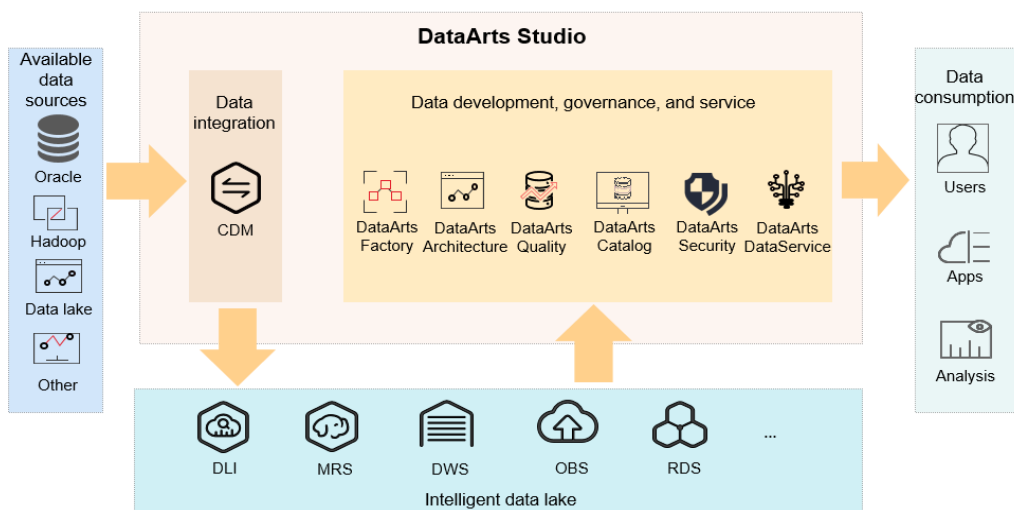 DataArts Studio
Available
data
sources
Oracle
Hadoop
Data lake
Other
Data
integration
CDM
Data development, governance, and service
DataArts
Factory
DataArts
Architecture
DataArts
Quality
DataArts
Catalog
DataArts
Security
DataArts
DataService
Data
consumption
Users
Apps
Analysis
DLI
MRS
DWS
OBS
RDS
...
Intelligent data lake